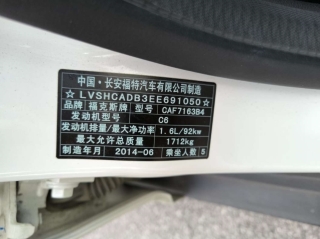 中国·长安福特汽车有限公司制造
☆LVSHCADB3EE691050☆
品牌 福克斯牌 型号 CAF7163B4
发动机型号 C6
发动机排量/最大净功率 1.6L/92kw
最大允许总质量 1712kg
制造年月 2014-06 乘坐人数 5